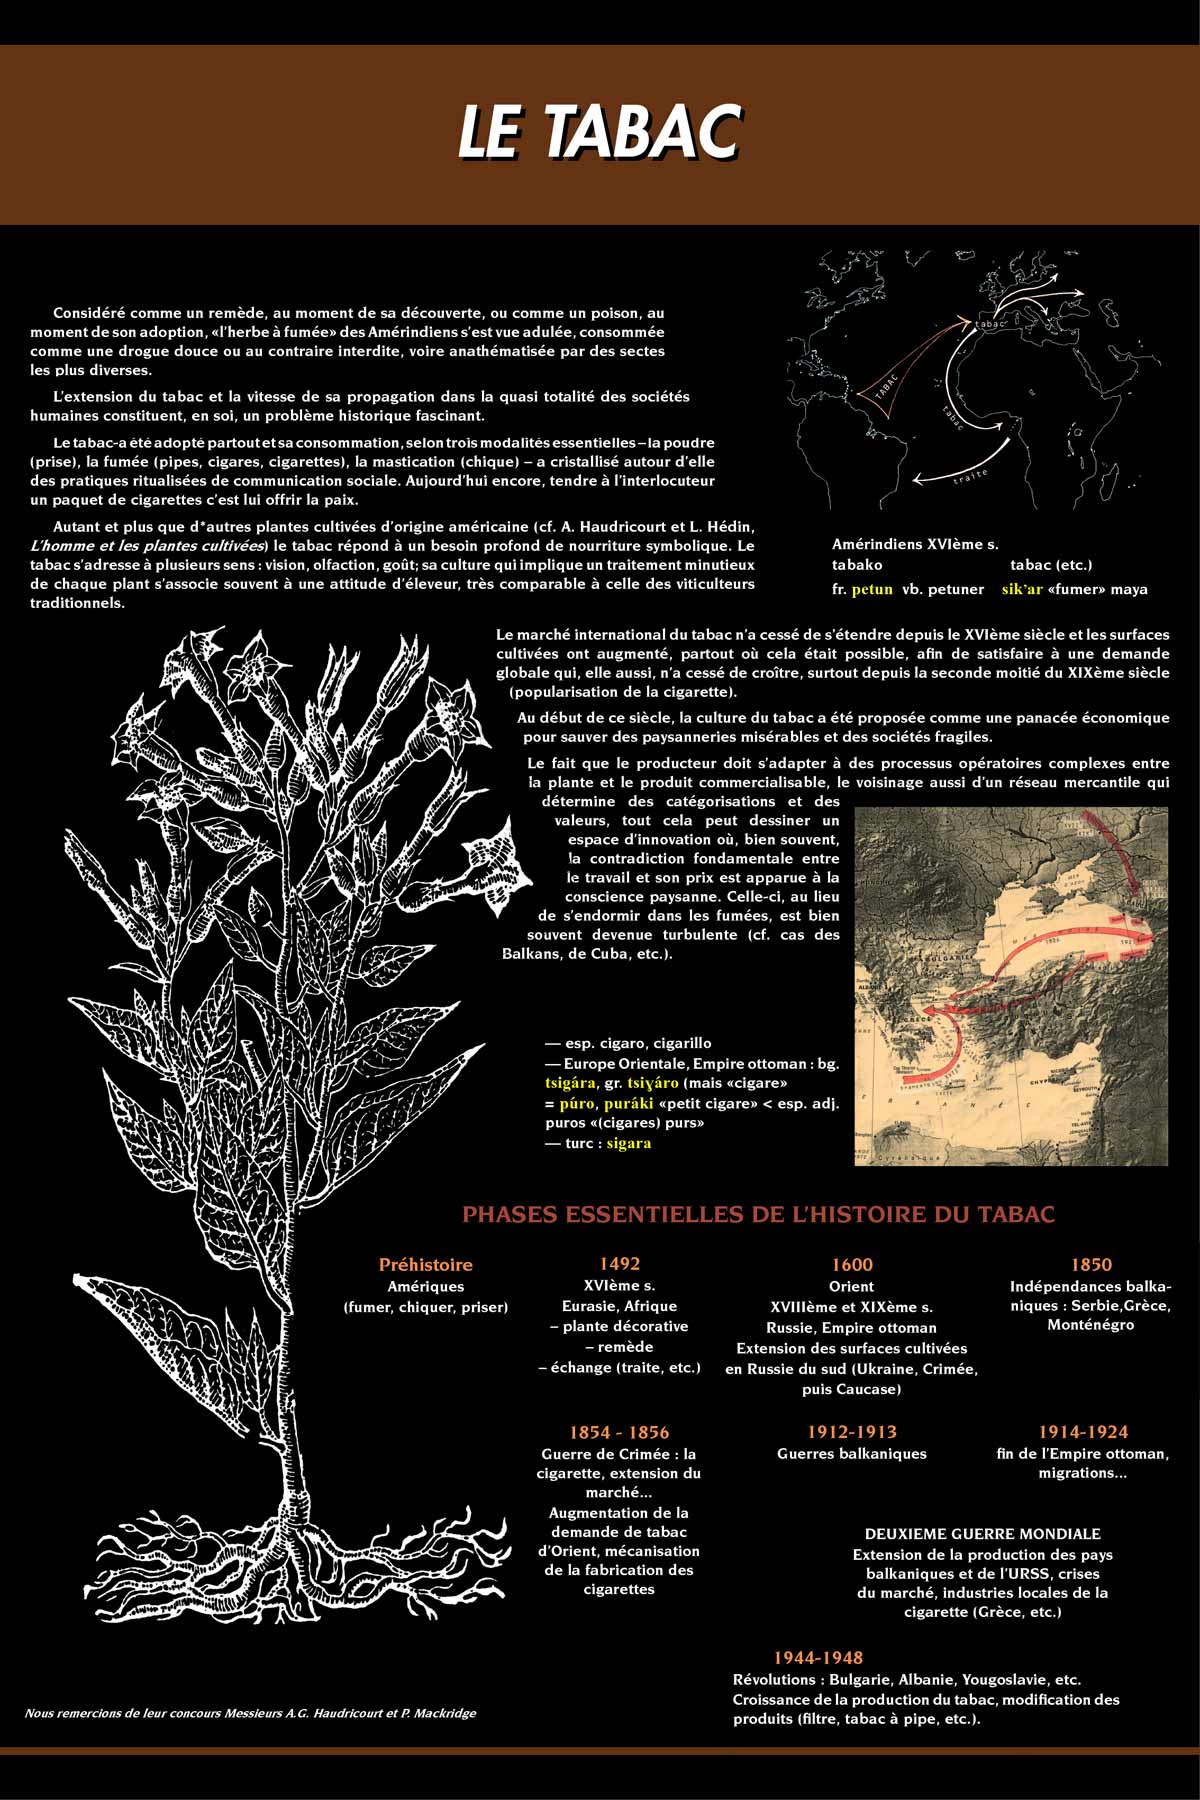 LE TABAC
Considéré comme un remède, au moment de sa découverte, ou comme un poison, au
moment de son adoption, «l'herbe à fumée» des Amérindiens s'est vue adulée, consommée
comme une drogue douce ou au contraire interdite, voire anathématisée par des sectes
les plus diverses.
L'extension du tabac et la vitesse de sa propagation dans la quasi totalité des sociétés
humaines constituent, en soi, un problème historique fascinant.
Le tabac-a été adopté partout et sa consommation, selon trois modalités essentielles – la poudre
(prise), la fumée (pipes, cigares, cigarettes), la mastication (chique) – a cristallisé autour d'elle
des pratiques ritualisées de communication sociale. Aujourd'hui encore, tendre à l'interlocuteur
un paquet de cigarettes c'est lui offrir la paix.
Autant et plus que d*autres plantes cultivées d'origine américaine (cf. A. Haudricourt et L. Hédin,
L'homme et les plantes cultivées) le tabac répond à un besoin profond de nourriture symbolique. Le
tabac s'adresse à plusieurs sens : vision, olfaction, goût; sa culture qui implique un traitement minutieux
de chaque plant s'associe souvent à une attitude d'éleveur, très comparable à celle des viticulteurs
traditionnels.
tabac
TABAC
tabac
traite
Amérindiens XVIème s.
tabako tabac (etc.)
fr. petun vb. petuner sik'ar «fumer» maya
Le marché international du tabac n'a cessé de s'étendre depuis le XVIème siècle et les surfaces
cultivées ont augmenté, partout où cela était possible, afin de satisfaire à une demande
globale qui, elle aussi, n'a cessé de croître, surtout depuis la seconde moitié du XIXème siècle
(popularisation de la cigarette).
Au début de ce siècle, la culture du tabac a été proposée comme une panacée économique
pour sauver des paysanneries misérables et des sociétés fragiles.
Le fait que le producteur doit s'adapter à des processus opératoires complexes entre
la plante et le produit commercialisable, le voisinage aussi d'un réseau mercantile qui
détermine des catégorisations et des
valeurs, tout cela peut dessiner un
espace d'innovation où, bien souvent,
la contradiction fondamentale entre
le travail et son prix est apparue à la
conscience paysanne. Celle-ci, au lieu
de s'endormir dans les fumées, est bien
souvent devenue turbulente (cf. cas des
Balkans, de Cuba, etc.).
BULGARIE
CHYPRE
BEYROUTH
Cyrénaïque
— esp. cigaro, cigarillo
— Europe Orientale, Empire ottoman : bg.
tsigára, gr. tsiɣáro (mais «cigare»
= púro, puráki «petit cigare» < esp. adj.
puros «(cigares) purs»
— turc : sigara
PHASES ESSENTIELLES DE L'HISTOIRE DU TABAC
Préhistoire
Amériques
(fumer, chiquer, priser)
1492
XVIème s.
Eurasie, Afrique
– plante décorative
– remède
– échange (traite, etc.)
1600
Orient
XVIIIème et XIXème s.
Russie, Empire ottoman
Extension des surfaces cultivées
en Russie du sud (Ukraine, Crimée,
puis Caucase)
1850
Indépendances balka-
niques : Serbie,Grèce,
Monténégro
1854 - 1856
Guerre de Crimée : la
cigarette, extension du
marché...
Augmentation de la
demande de tabac
d'Orient, mécanisation
de la fabrication des
cigarettes
1912-1913
Guerres balkaniques
1914-1924
fin de l'Empire ottoman,
migrations...
DEUXIEME GUERRE MONDIALE
Extension de la production des pays
balkaniques et de l'URSS, crises
du marché, industries locales de la
cigarette (Grèce, etc.)
1944-1948
Révolutions : Bulgarie, Albanie, Yougoslavie, etc.
Croissance de la production du tabac, modification des
produits (filtre, tabac à pipe, etc.).
Nous remercions de leur concours Messieurs A.G. Haudricourt et P. Mackridge